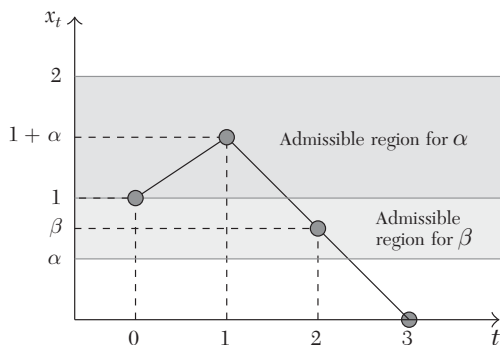 x_t
2
1 + α
Admissible region for α
1
β
Admissible
region for β
α
0 1 2 3 t